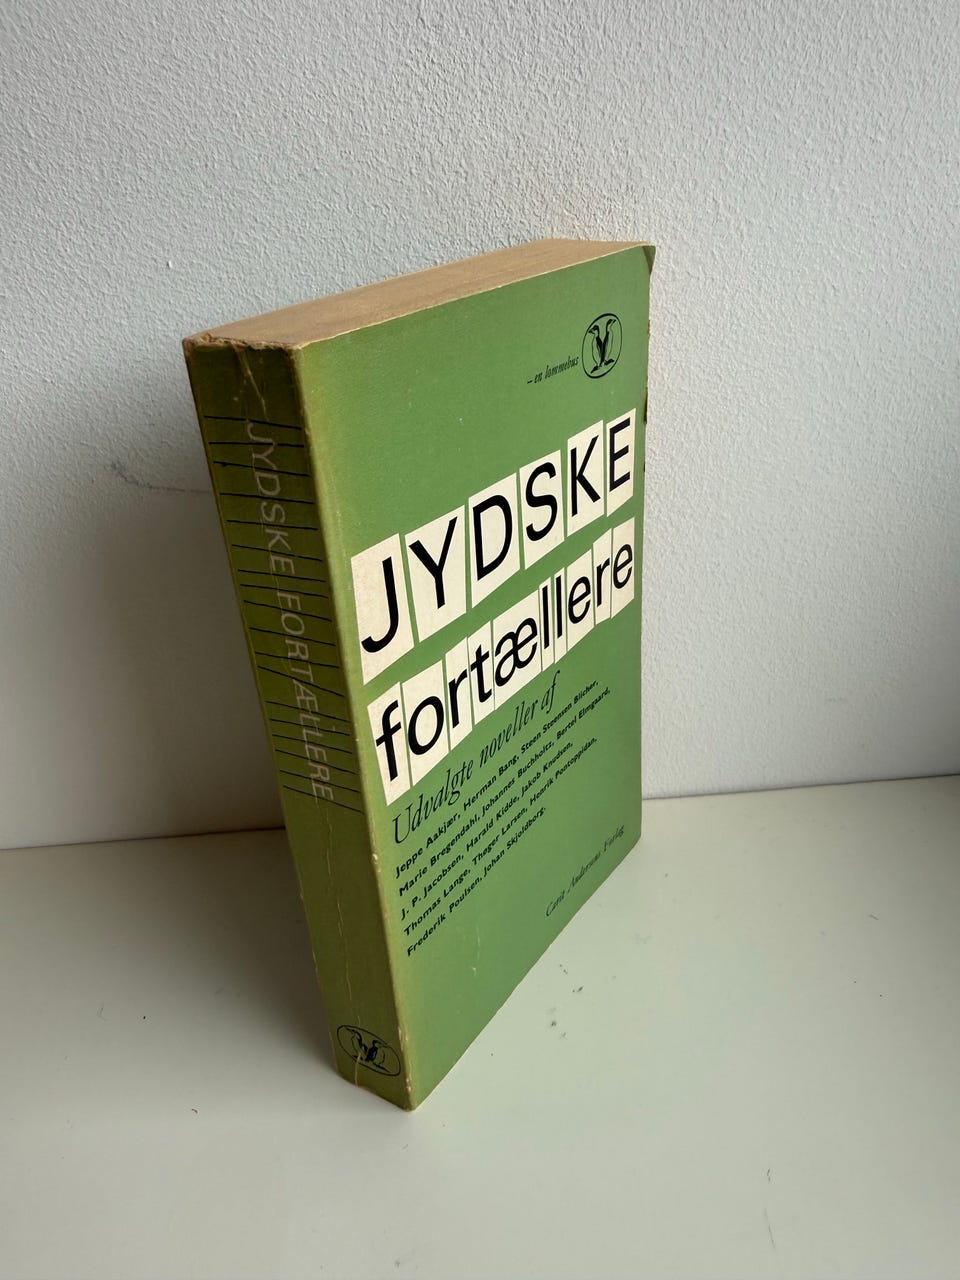 – en lommebus
JYDSKE
fortællere
Udvalgte noveller af
Jeppe Aakjær, Herman Bang, Steen Steensen Blicher,
Marie Bregendahl, Johannes Buchholtz, Bertel Elmgaard,
J. P. Jacobsen, Harald Kidde, Jakob Knudsen,
Thomas Lange, Thøger Larsen, Henrik Pontoppidan,
Frederik Poulsen, Johan Skjoldborg.
Carit Andersens Forlag
JYDSKE FORTÆLLERE